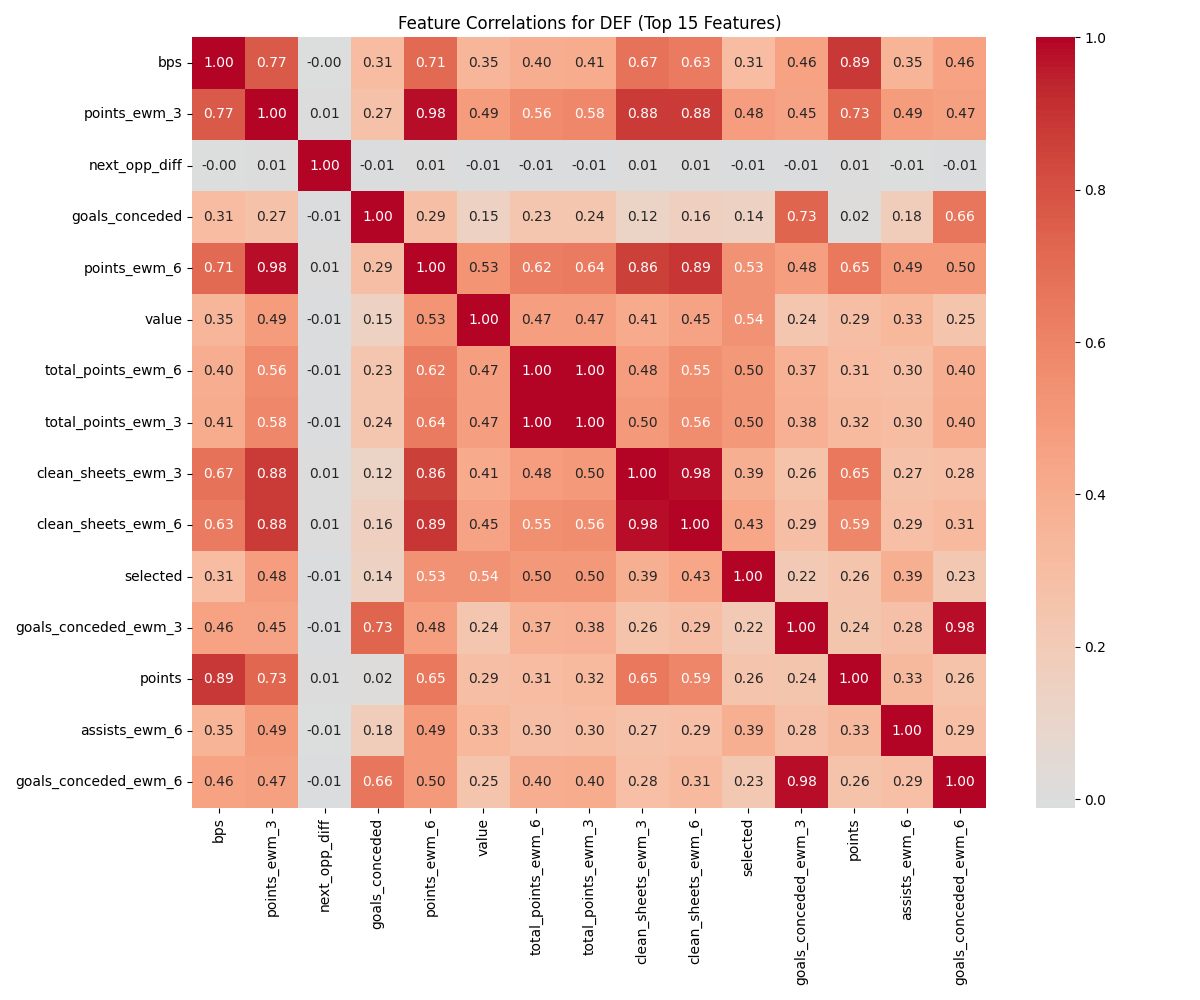 Feature Correlations for DEF (Top 15 Features)
bps 1.00 0.77 -0.00 0.31 0.71 0.35 0.40 0.41 0.67 0.63 0.31 0.46 0.89 0.35 0.46
points_ewm_3 0.77 1.00 0.01 0.27 0.98 0.49 0.56 0.58 0.88 0.88 0.48 0.45 0.73 0.49 0.47
next_opp_diff -0.00 0.01 1.00 -0.01 0.01 -0.01 -0.01 -0.01 0.01 0.01 -0.01 -0.01 0.01 -0.01 -0.01
goals_conceded 0.31 0.27 -0.01 1.00 0.29 0.15 0.23 0.24 0.12 0.16 0.14 0.73 0.02 0.18 0.66
points_ewm_6 0.71 0.98 0.01 0.29 1.00 0.53 0.62 0.64 0.86 0.89 0.53 0.48 0.65 0.49 0.50
value 0.35 0.49 -0.01 0.15 0.53 1.00 0.47 0.47 0.41 0.45 0.54 0.24 0.29 0.33 0.25
total_points_ewm_6 0.40 0.56 -0.01 0.23 0.62 0.47 1.00 1.00 0.48 0.55 0.50 0.37 0.31 0.30 0.40
total_points_ewm_3 0.41 0.58 -0.01 0.24 0.64 0.47 1.00 1.00 0.50 0.56 0.50 0.38 0.32 0.30 0.40
clean_sheets_ewm_3 0.67 0.88 0.01 0.12 0.86 0.41 0.48 0.50 1.00 0.98 0.39 0.26 0.65 0.27 0.28
clean_sheets_ewm_6 0.63 0.88 0.01 0.16 0.89 0.45 0.55 0.56 0.98 1.00 0.43 0.29 0.59 0.29 0.31
selected 0.31 0.48 -0.01 0.14 0.53 0.54 0.50 0.50 0.39 0.43 1.00 0.22 0.26 0.39 0.23
goals_conceded_ewm_3 0.46 0.45 -0.01 0.73 0.48 0.24 0.37 0.38 0.26 0.29 0.22 1.00 0.24 0.28 0.98
points 0.89 0.73 0.01 0.02 0.65 0.29 0.31 0.32 0.65 0.59 0.26 0.24 1.00 0.33 0.26
assists_ewm_6 0.35 0.49 -0.01 0.18 0.49 0.33 0.30 0.30 0.27 0.29 0.39 0.28 0.33 1.00 0.29
goals_conceded_ewm_6 0.46 0.47 -0.01 0.66 0.50 0.25 0.40 0.40 0.28 0.31 0.23 0.98 0.26 0.29 1.00
bps
points_ewm_3
next_opp_diff
goals_conceded
points_ewm_6
value
total_points_ewm_6
total_points_ewm_3
clean_sheets_ewm_3
clean_sheets_ewm_6
selected
goals_conceded_ewm_3
points
assists_ewm_6
goals_conceded_ewm_6
1.0
0.8
0.6
0.4
0.2
0.0